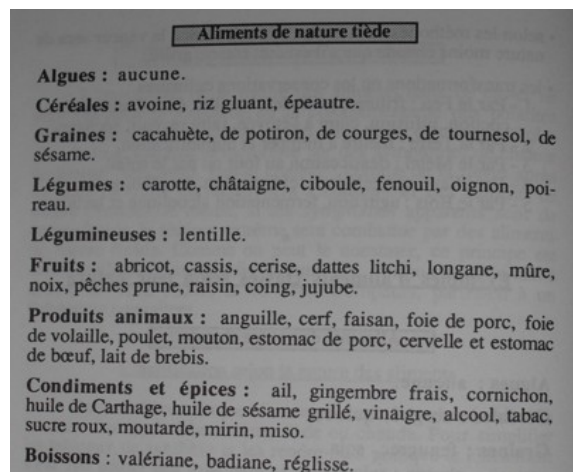 Aliments de nature tiède
Algues : aucune.
Céréales : avoine, riz gluant, épeautre.
Graines : cacahuète, de potiron, de courges, de tournesol, de
sésame.
Légumes : carotte, châtaigne, ciboule, fenouil, oignon, poi-
reau.
Légumineuses : lentille.
Fruits : abricot, cassis, cerise, dattes litchi, longane, mûre,
noix, pêches prune, raisin, coing, jujube.
Produits animaux : anguille, cerf, faisan, foie de porc, foie
de volaille, poulet, mouton, estomac de porc, cervelle et estomac
de bœuf, lait de brebis.
Condiments et épices : ail, gingembre frais, cornichon,
huile de Carthage, huile de sésame grillé, vinaigre, alcool, tabac,
sucre roux, moutarde, mirin, miso.
Boissons : valériane, badiane, réglisse.